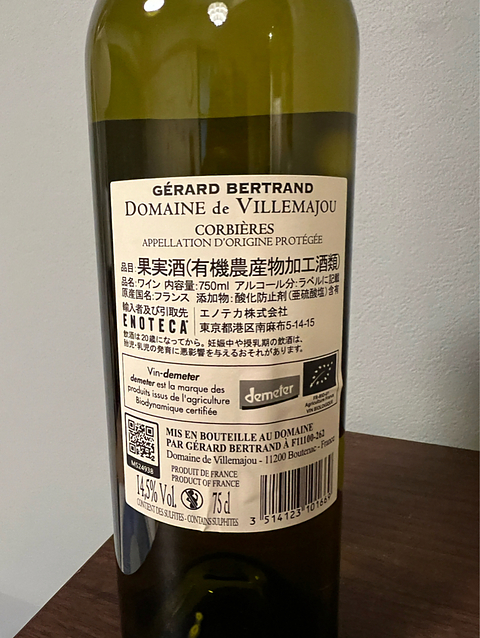 GÉRARD BERTRAND
DOMAINE de VILLEMAJOU
CORBIÈRES
APPELLATION D'ORIGINE PROTÉGÉE
品目:果実酒(有機農産物加工酒類)
品名:ワイン 内容量:750ml アルコール分:ラベルに記載
原産国名:フランス 添加物:酸化防止剤(亜硫酸塩)含有
輸入者及び引取先
ENOTECA
エノテカ株式会社
東京都港区南麻布5-14-15
飲酒は20歳になってから。妊娠中や授乳期の飲酒は、
胎児・乳児の発育に悪影響を与えるおそれがあります。
Vin-demeter
demeter est la marque des
produits issus de l'agriculture
Biodynamique certifiée
demeter
VIN BIOLOGIQUE
MS24938
MIS EN BOUTEILLE AU DOMAINE
PAR GÉRARD BERTRAND À F11100-262
Domaine de Villemajou - 11200 Boutenac - France
PRODUIT DE FRANCE
PRODUCT OF FRANCE
14,5% Vol.
75 cl
CONTIENT DES SULFITES - CONTAINS SULPHITES
3 514123 10184